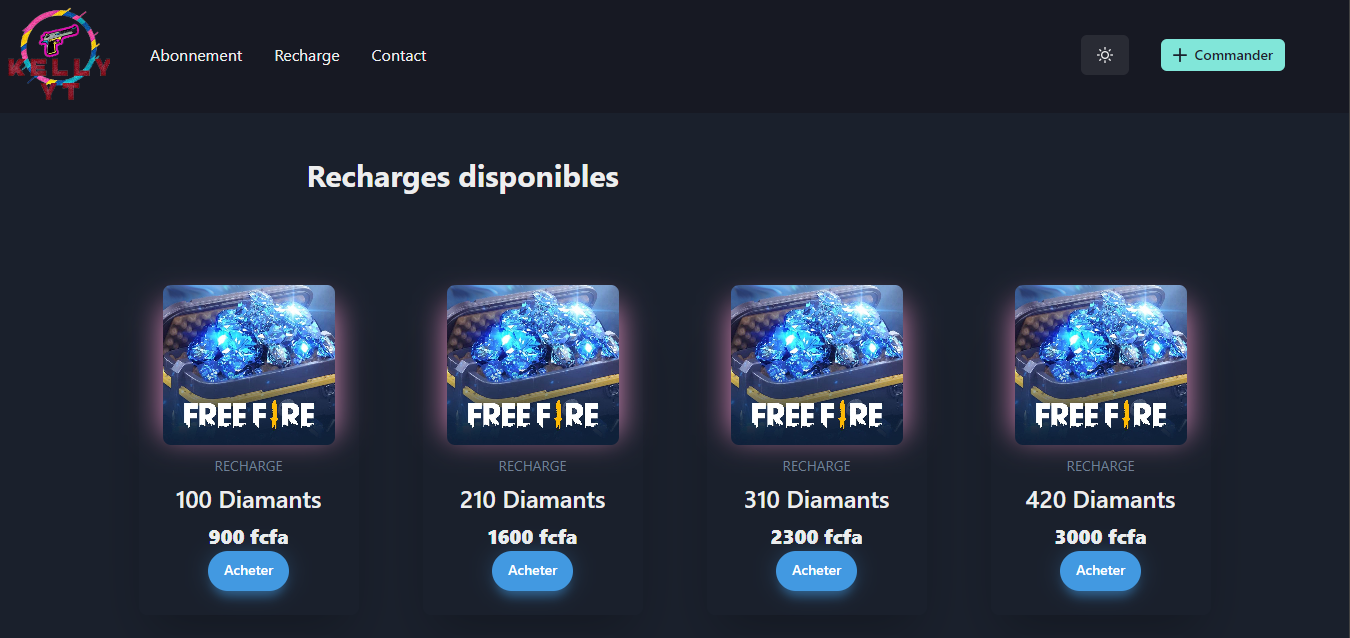 KELLY
YT
Abonnement Recharge Contact
Commander
Recharges disponibles
FREE FIRE FREE FIRE FREE FIRE FREE FIRE
RECHARGE RECHARGE RECHARGE RECHARGE
100 Diamants 210 Diamants 310 Diamants 420 Diamants
900 fcfa 1600 fcfa 2300 fcfa 3000 fcfa
Acheter Acheter Acheter Acheter